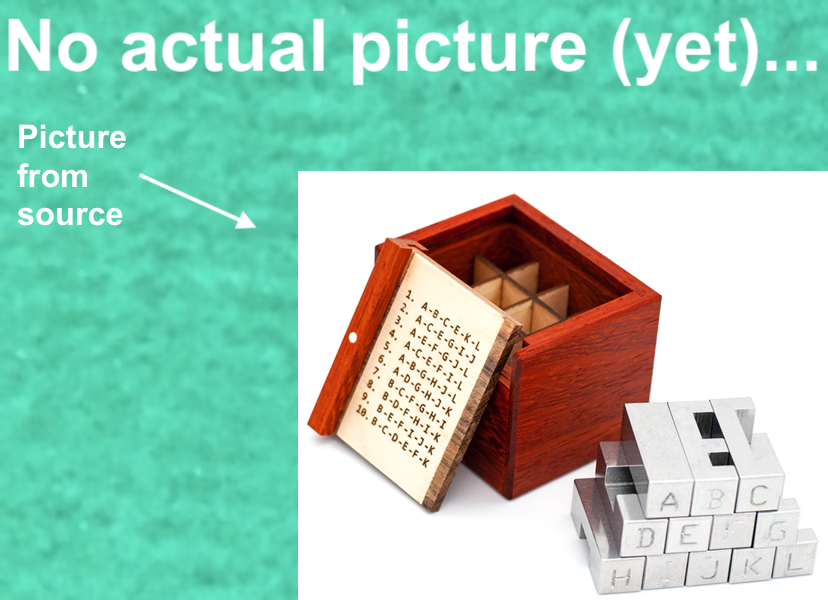 No actual picture (yet)...
Picture
from
source
1. A-B-C-E-K-L
2. A-C-E-G-I-J
3. A-E-F-G-J-L
4. A-C-E-F-I-L
5. A-B-G-H-J-L
6. A-D-G-H-J-K
7. B-C-F-G-H-I
8. B-D-F-H-I-K
9. B-E-F-I-J-K
10. B-C-D-E-F-K
A B C
D E F G
H I J K L